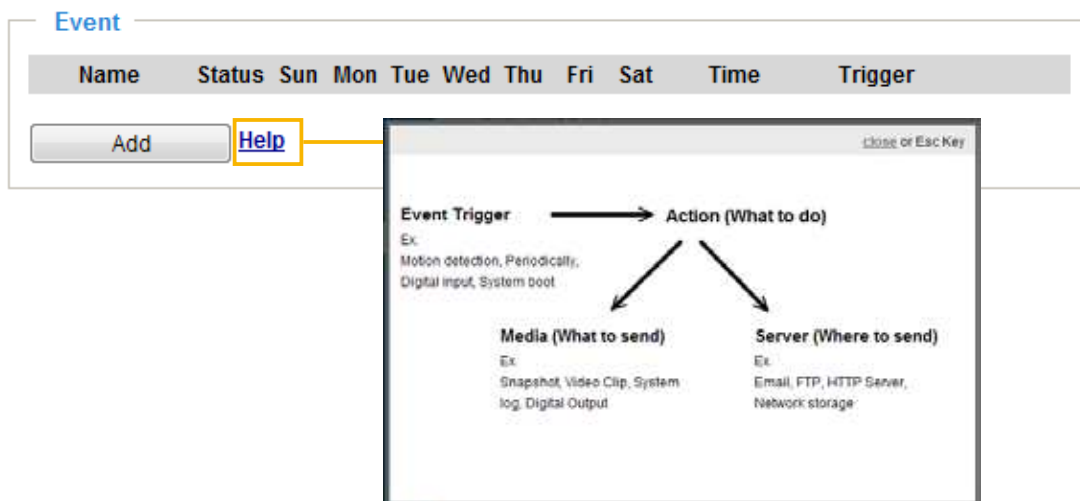 Event
Name Status Sun Mon Tue Wed Thu Fri Sat Time Trigger
Add Help
close or Esc Key
Event Trigger
Ex.
Motion detection, Periodically,
Digital input, System boot
Action (What to do)
Media (What to send)
Ex.
Snapshot, Video Clip, System
log, Digital Output
Server (Where to send)
Ex.
Email, FTP, HTTP Server,
Network storage